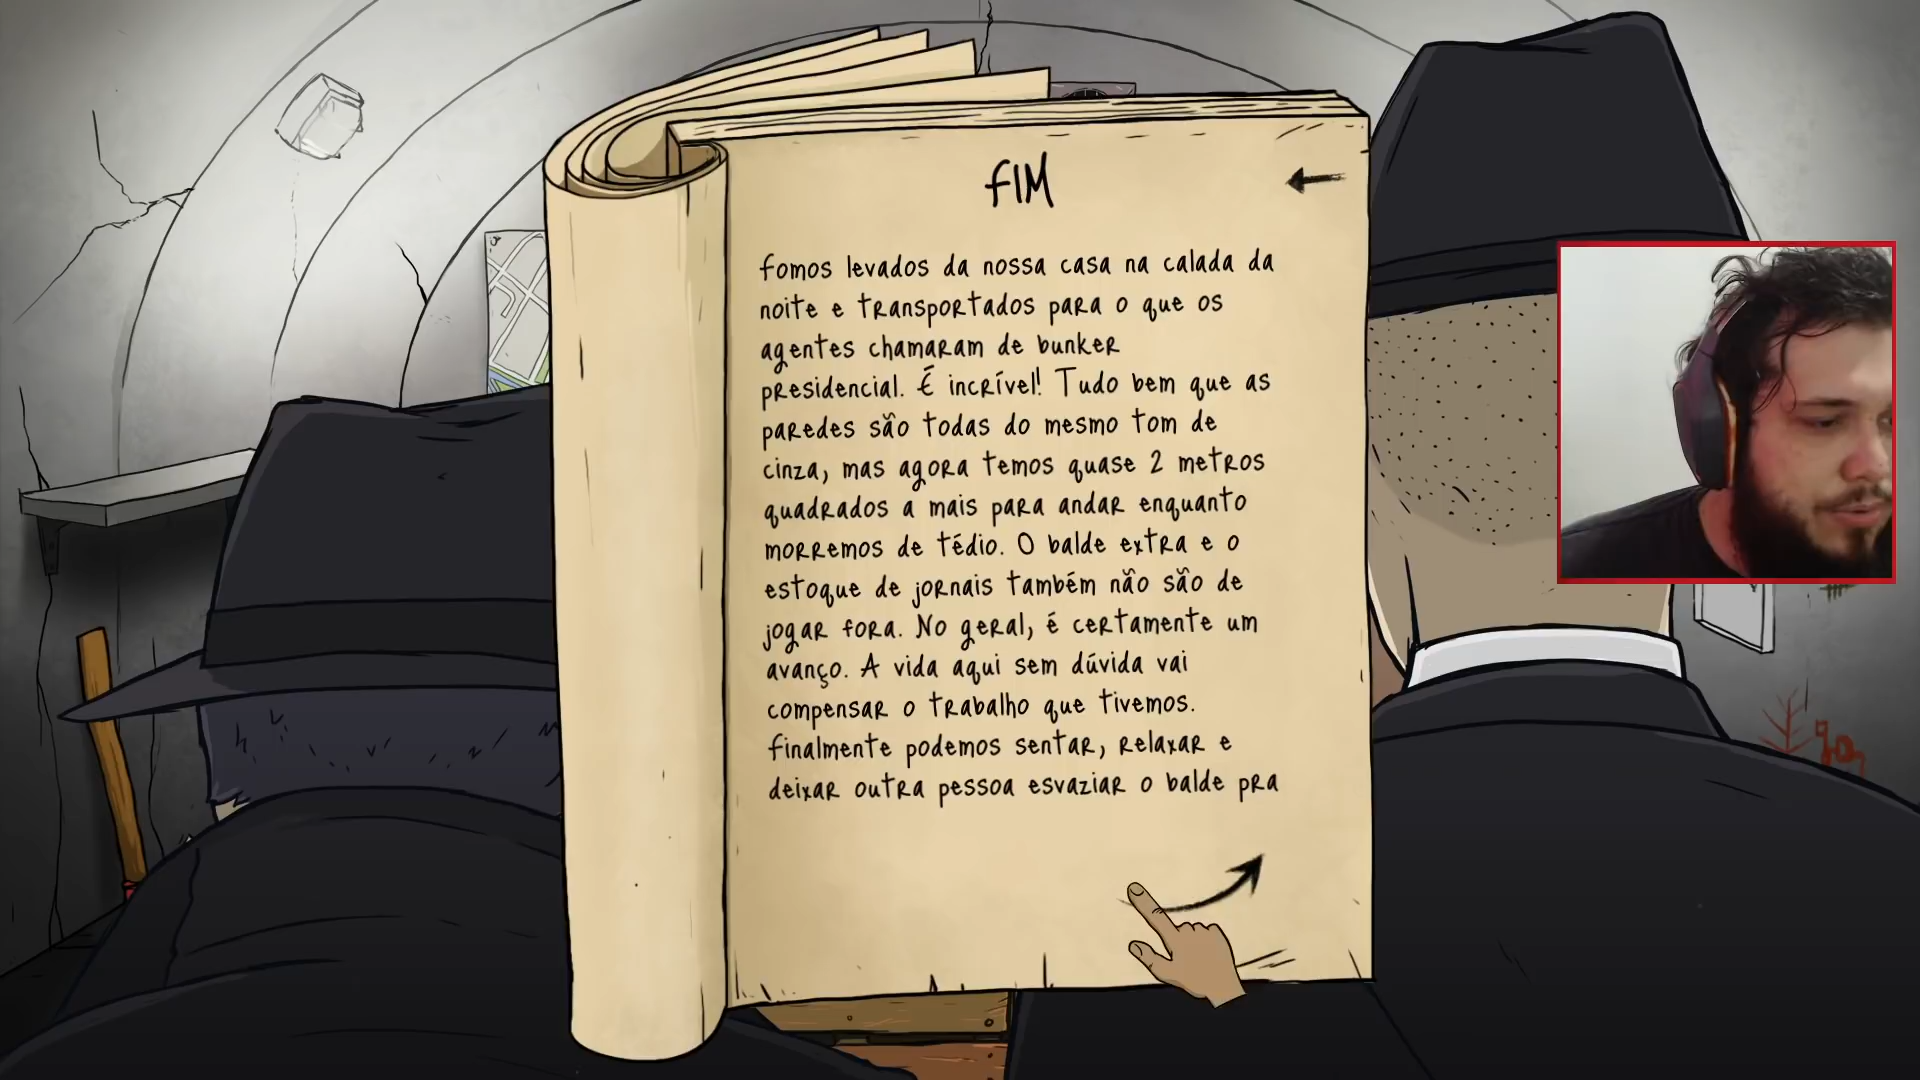 FIM
Fomos levados da nossa casa na calada da
noite e transportados para o que os
agentes chamaram de bunker
presidencial. É incrível! Tudo bem que as
paredes são todas do mesmo tom de
cinza, mas agora temos quase 2 metros
quadrados a mais para andar enquanto
morremos de tédio. O balde extra e o
estoque de jornais também não são de
jogar fora. No geral, é certamente um
avanço. A vida aqui sem dúvida vai
compensar o trabalho que tivemos.
Finalmente podemos sentar, relaxar e
deixar outra pessoa esvaziar o balde pra